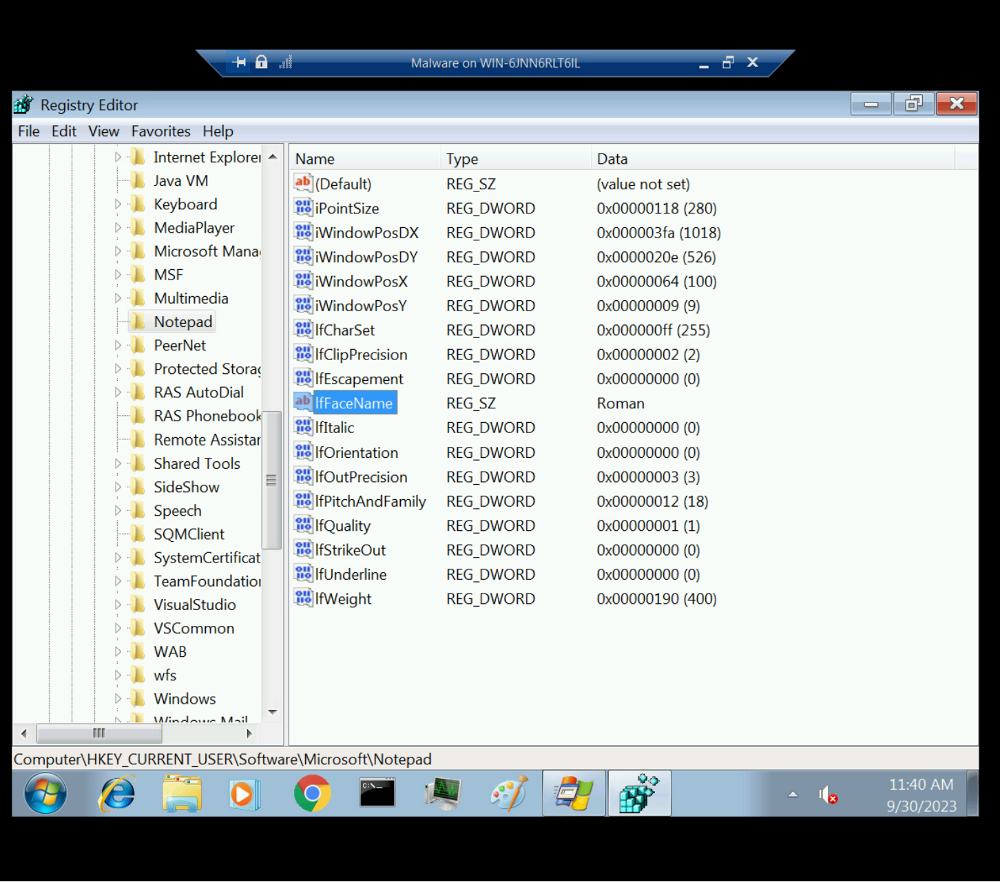 Malware on WIN-6JNN6RLT6IL
Registry Editor
File Edit View Favorites Help
Internet Explorer
Java VM
Keyboard
MediaPlayer
Microsoft Mana
MSF
Multimedia
Notepad
PeerNet
Protected Storag
RAS AutoDial
RAS Phonebook
Remote Assistan
Shared Tools
SideShow
Speech
SQMClient
SystemCertificat
TeamFoundation
VisualStudio
VSCommon
WAB
wfs
Windows
Windows Mail
Name Type Data
(Default) REG_SZ (value not set)
iPointSize REG_DWORD 0x00000118 (280)
iWindowPosDX REG_DWORD 0x000003fa (1018)
iWindowPosDY REG_DWORD 0x0000020e (526)
iWindowPosX REG_DWORD 0x00000064 (100)
iWindowPosY REG_DWORD 0x00000009 (9)
lfCharSet REG_DWORD 0x000000ff (255)
lfClipPrecision REG_DWORD 0x00000002 (2)
lfEscapement REG_DWORD 0x00000000 (0)
lfFaceName REG_SZ Roman
lfItalic REG_DWORD 0x00000000 (0)
lfOrientation REG_DWORD 0x00000000 (0)
lfOutPrecision REG_DWORD 0x00000003 (3)
lfPitchAndFamily REG_DWORD 0x00000012 (18)
lfQuality REG_DWORD 0x00000001 (1)
lfStrikeOut REG_DWORD 0x00000000 (0)
lfUnderline REG_DWORD 0x00000000 (0)
lfWeight REG_DWORD 0x00000190 (400)
Computer\HKEY_CURRENT_USER\Software\Microsoft\Notepad
11:40 AM
9/30/2023